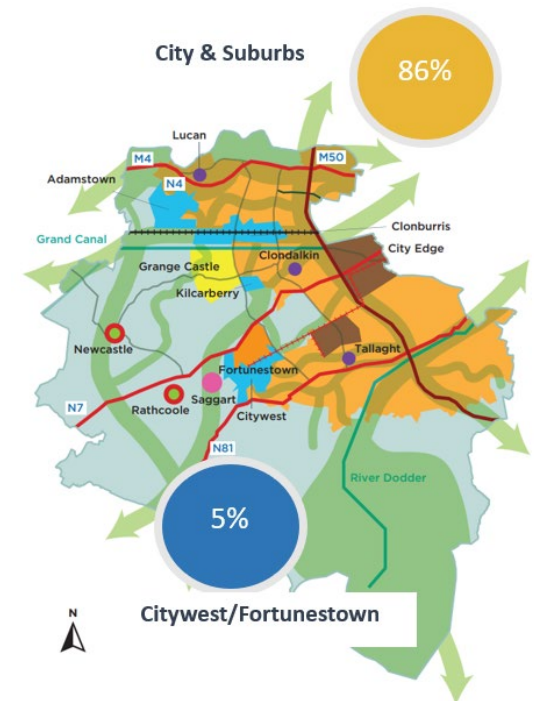 City & Suburbs
86%
Lucan
M4
M50
N4
Adamstown
Clonburris
Grand Canal
City Edge
Clondalkin
Grange Castle
Kilcarberry
Newcastle
Tallaght
Fortunestown
Saggart
Rathcoole
N7
Citywest
N81
River Dodder
5%
Citywest/Fortunestown
N